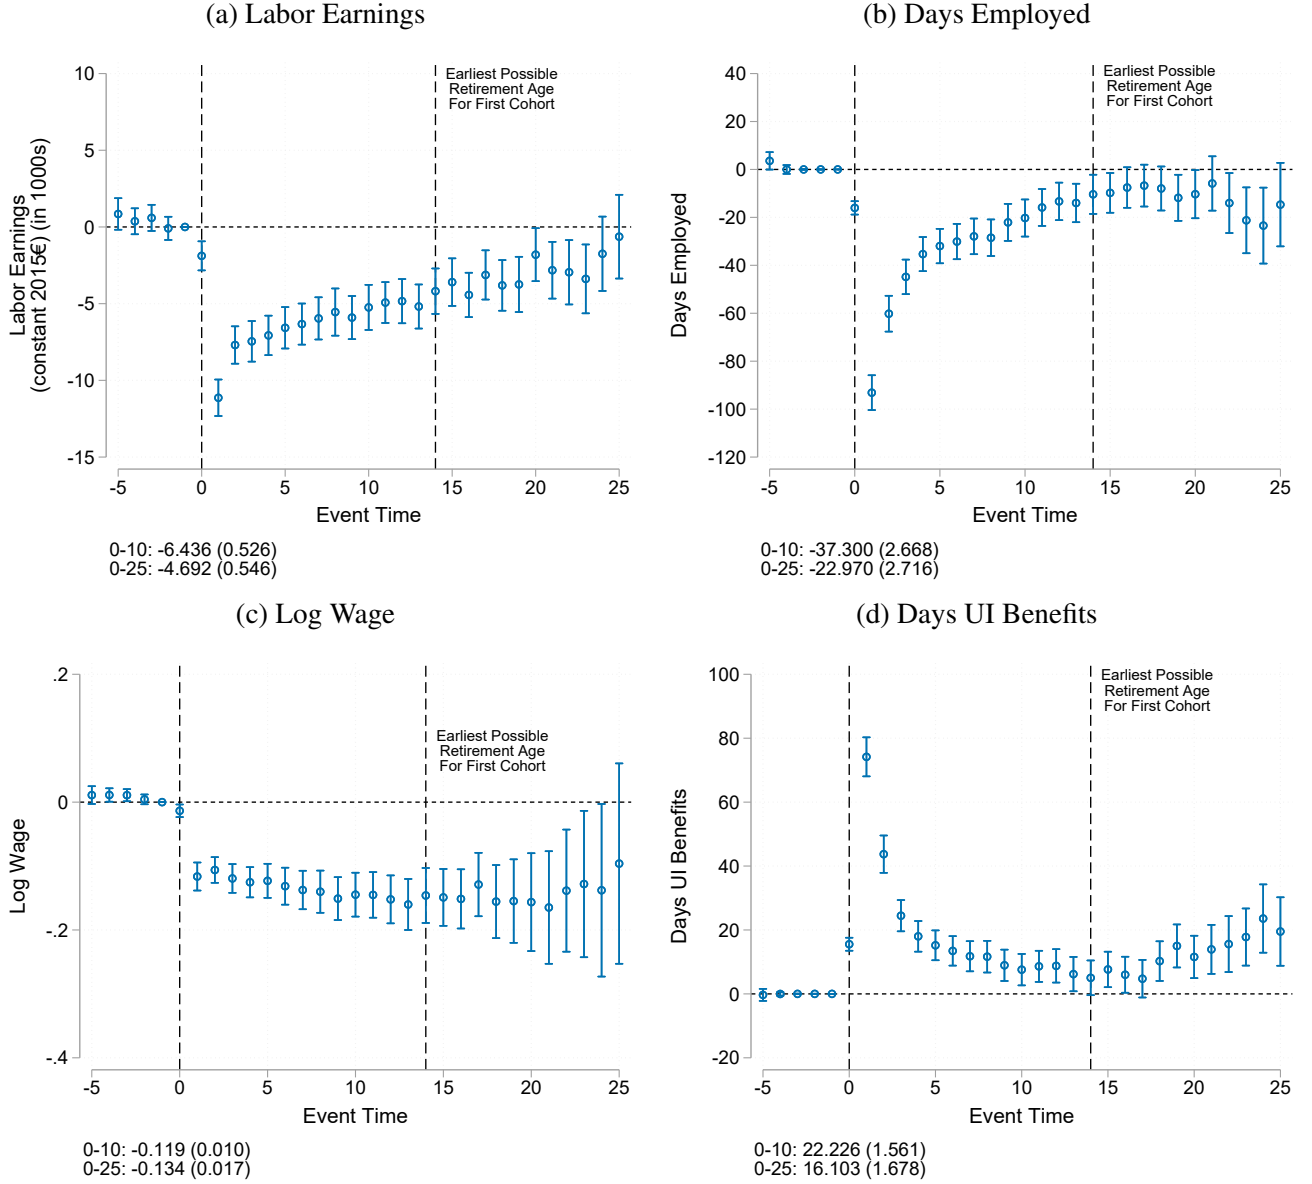 (a) Labor Earnings
10
5
0
-5
-10
-15
Labor Earnings
(constant 2015€) (in 1000s)
Earliest Possible
Retirement Age
For First Cohort
-5 0 5 10 15 20 25
Event Time
0-10: -6.436 (0.526)
0-25: -4.692 (0.546)
(b) Days Employed
40
20
0
-20
-40
-60
-80
-100
-120
Days Employed
Earliest Possible
Retirement Age
For First Cohort
-5 0 5 10 15 20 25
Event Time
0-10: -37.300 (2.668)
0-25: -22.970 (2.716)
(c) Log Wage
.2
0
-.2
-.4
Log Wage
Earliest Possible
Retirement Age
For First Cohort
-5 0 5 10 15 20 25
Event Time
0-10: -0.119 (0.010)
0-25: -0.134 (0.017)
(d) Days UI Benefits
100
80
60
40
20
0
-20
Days UI Benefits
Earliest Possible
Retirement Age
For First Cohort
-5 0 5 10 15 20 25
Event Time
0-10: 22.226 (1.561)
0-25: 16.103 (1.678)